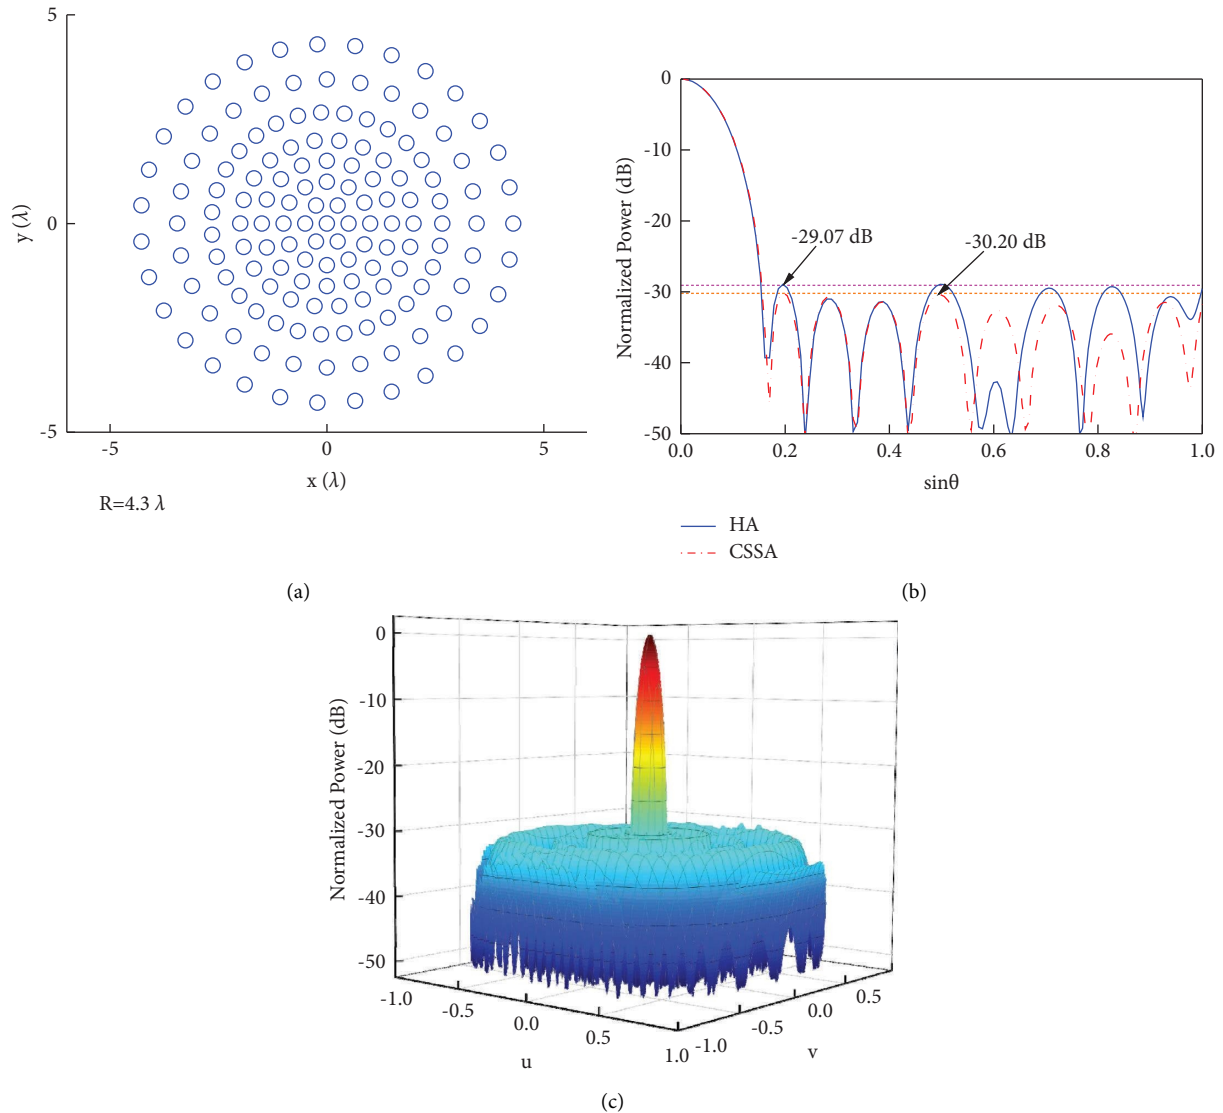 5
0
-5
y (λ)
-5
0
5
x (λ)
R=4.3 λ
(a)
0
-10
-20
-30
-40
-50
Normalized Power (dB)
-29.07 dB
-30.20 dB
0.0
0.2
0.4
0.6
0.8
1.0
sinθ
HA
CSSA
(b)
0
-10
-20
-30
-40
-50
Normalized Power (dB)
-1.0
-0.5
0.0
0.5
1.0
u
-1.0
-0.5
0.0
0.5
v
(c)